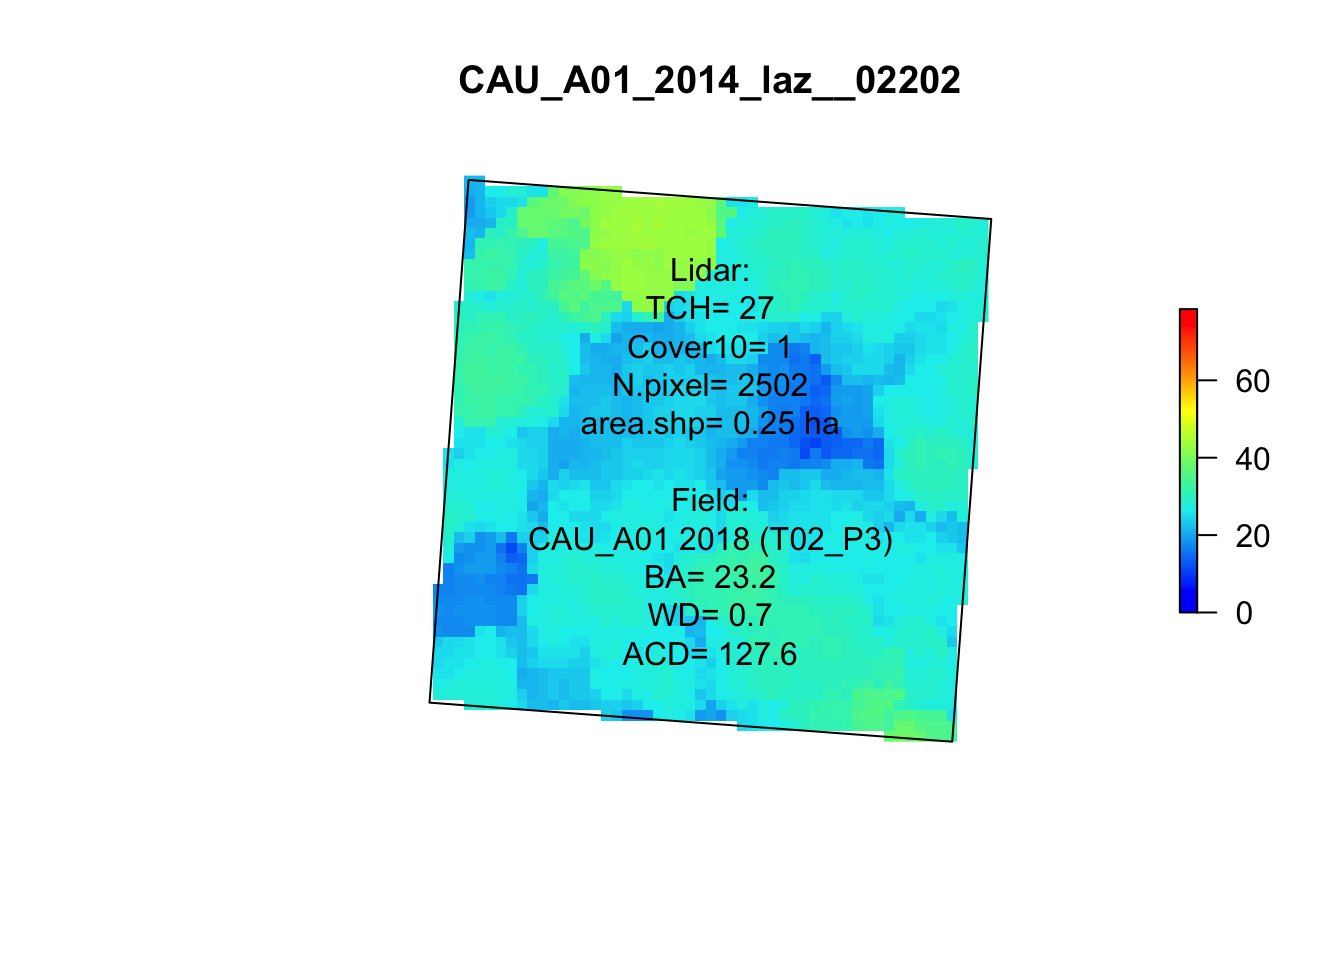 CAU_A01_2014_laz__02202
Lidar:
TCH= 27
Cover10= 1
N.pixel= 2502
area.shp= 0.25 ha
Field:
CAU_A01 2018 (T02_P3)
BA= 23.2
WD= 0.7
ACD= 127.6
60
40
20
0